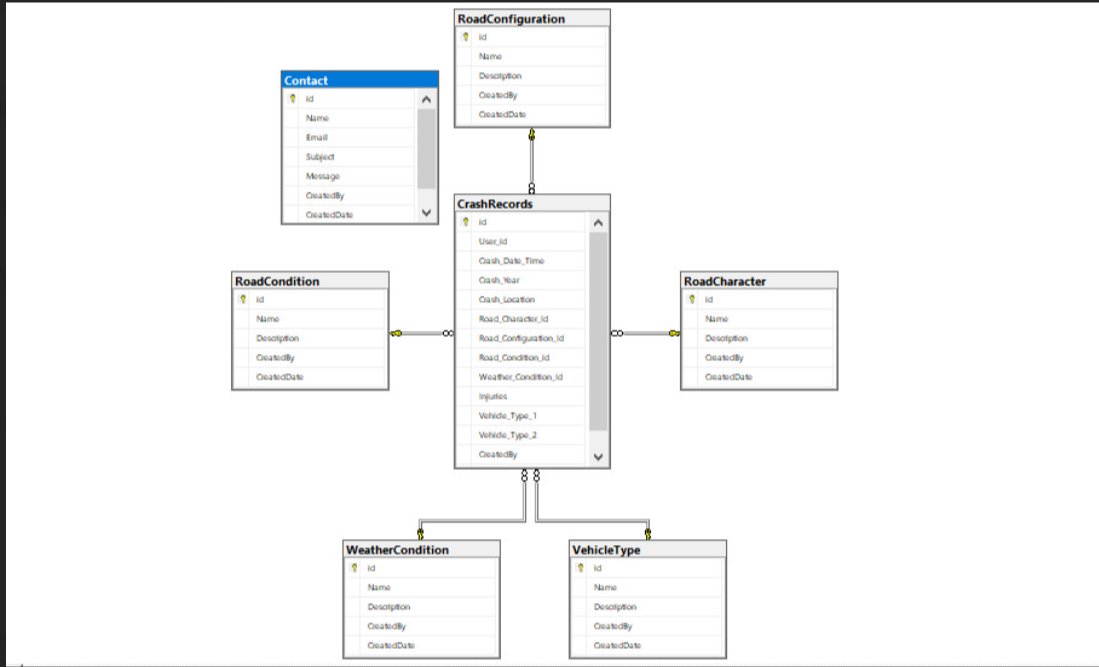 RoadConfiguration
Id
Name
Description
CreatedBy
CreatedDate
Contact
Id
Name
Email
Subject
Message
CreatedBy
CreatedDate
CrashRecords
Id
User_id
Crash_Date_Time
Crash_Year
Crash_Location
Road_Character_Id
Road_Configuration_Id
Road_Condition_Id
Weather_Condition_Id
Injuries
Vehicle_Type_1
Vehicle_Type_2
CreatedBy
RoadCondition
Id
Name
Description
CreatedBy
CreatedDate
RoadCharacter
Id
Name
Description
CreatedBy
CreatedDate
WeatherCondition
Id
Name
Description
CreatedBy
CreatedDate
VehicleType
Id
Name
Description
CreatedBy
CreatedDate